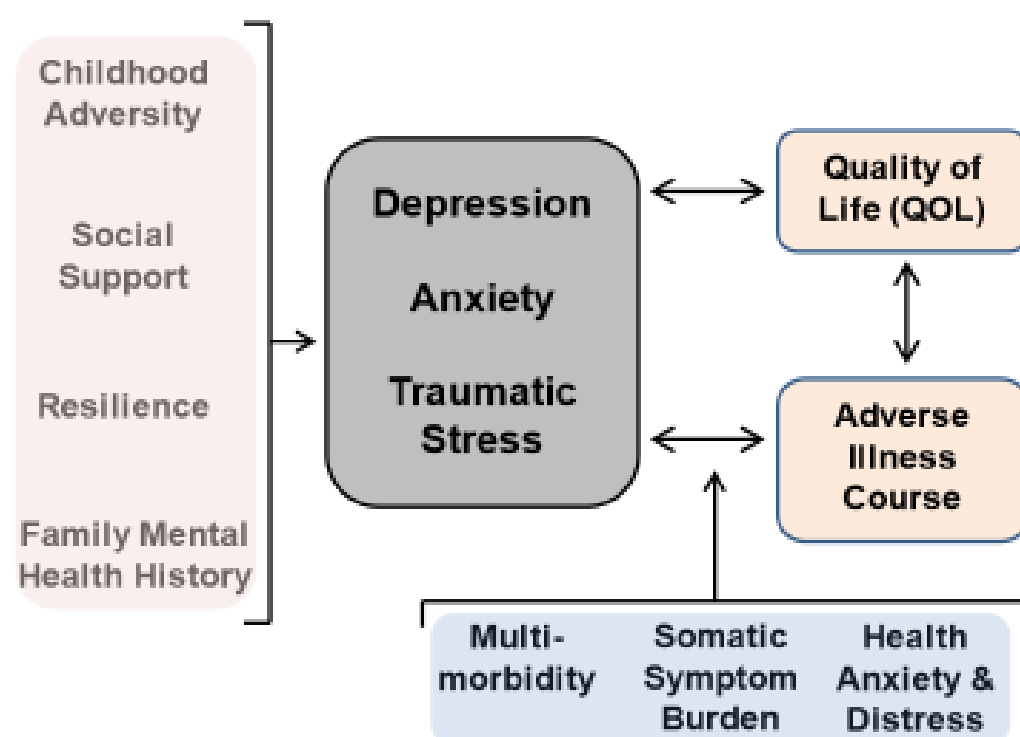 Childhood
Adversity
Social
Support
Resilience
Family Mental
Health History
Depression
Anxiety
Traumatic
Stress
Quality of
Life (QOL)
Adverse
Illness
Course
Multi-
morbidity
Somatic
Symptom
Burden
Health
Anxiety &
Distress